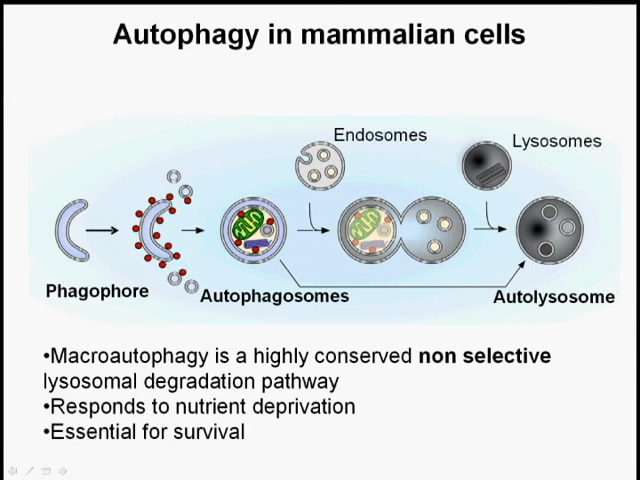 Autophagy in mammalian cells
Endosomes
Lysosomes
Phagophore
Autophagosomes
Autolysosome
•Macroautophagy is a highly conserved non selective
lysosomal degradation pathway
•Responds to nutrient deprivation
•Essential for survival